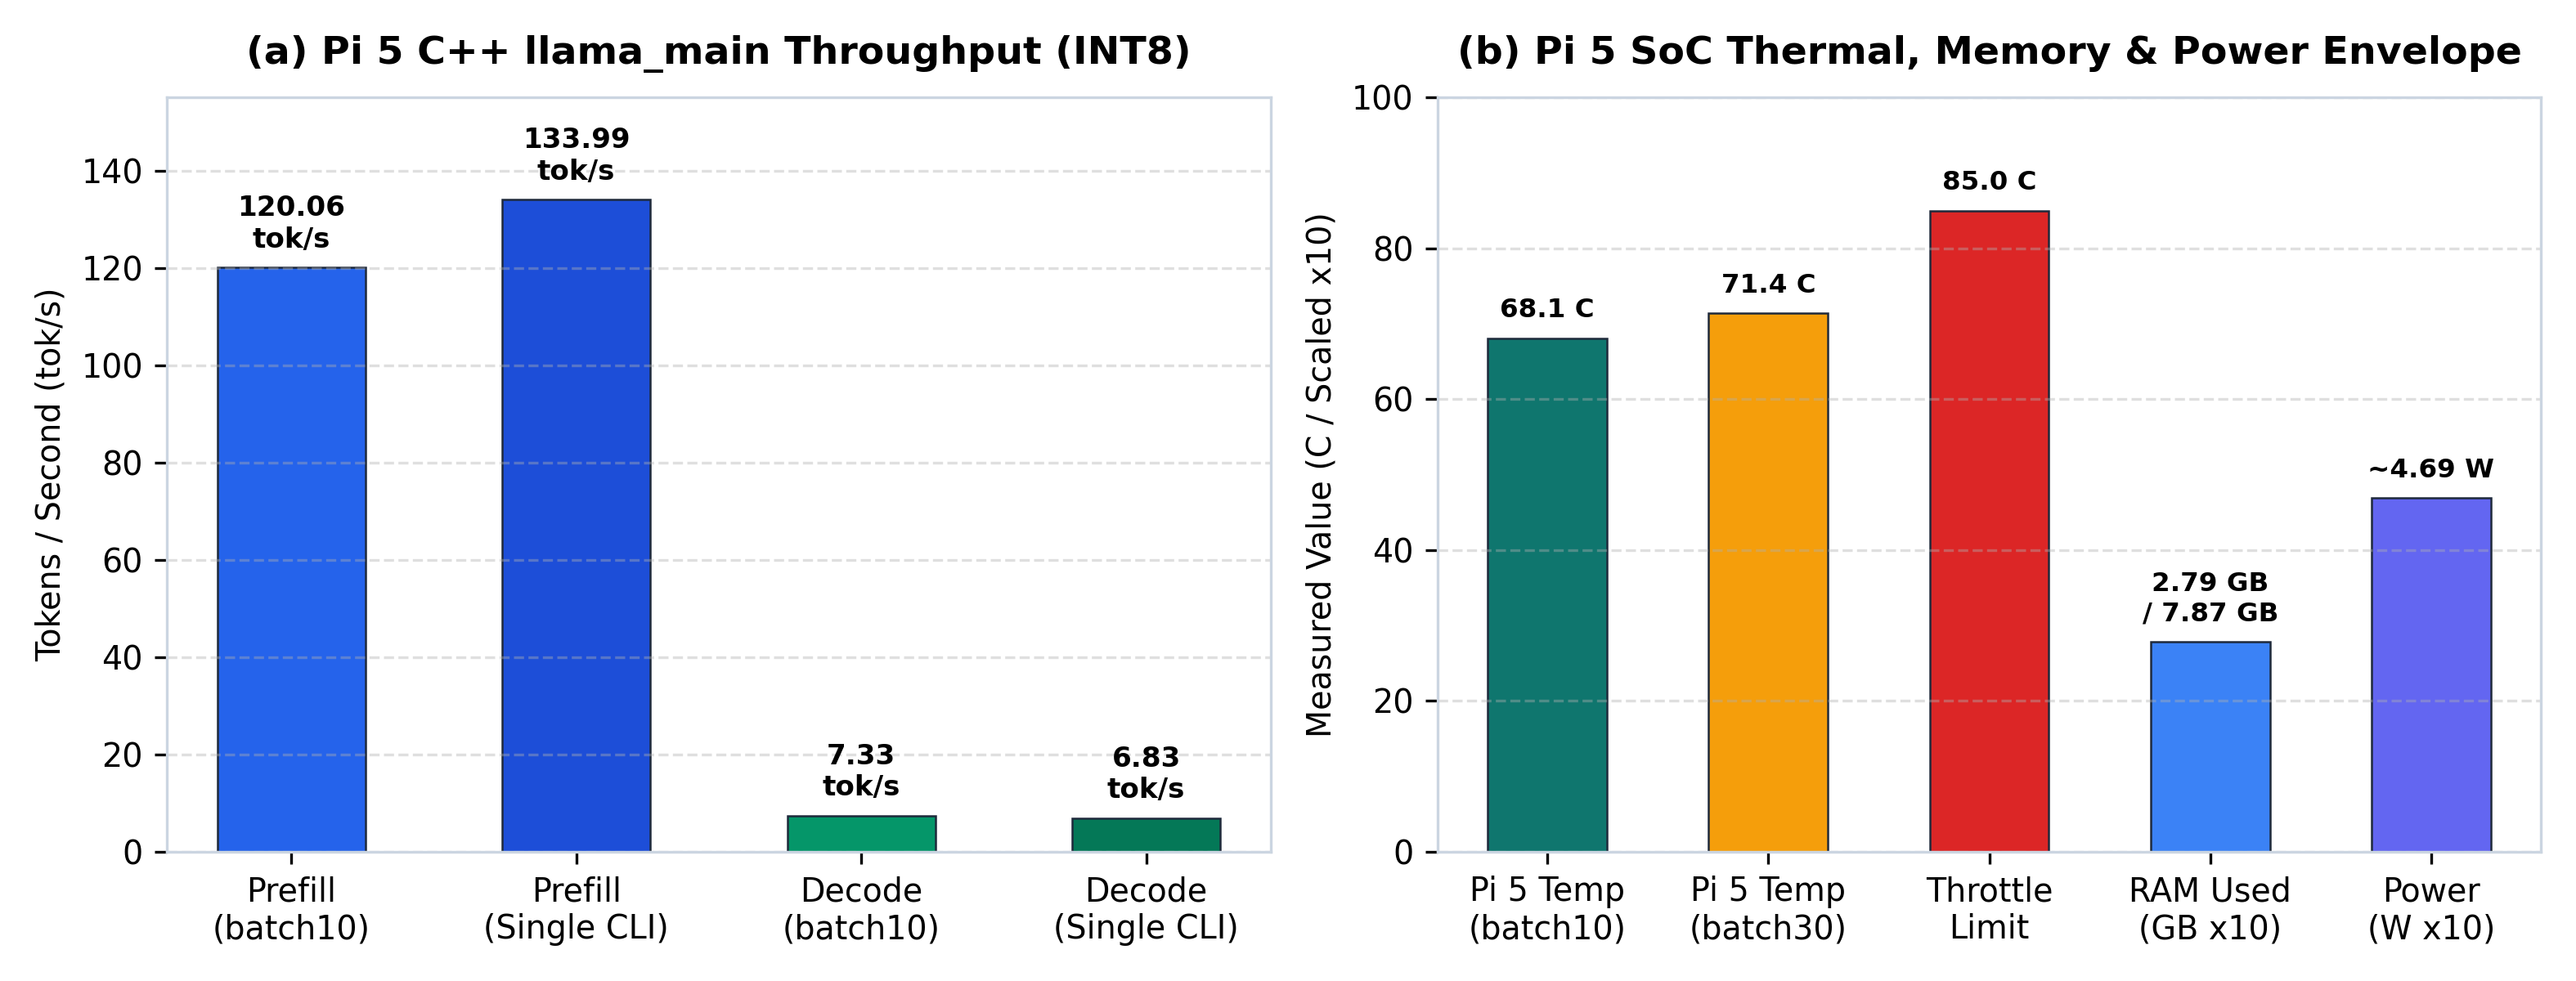 (a) Pi 5 C++ llama_main Throughput (INT8)
Tokens / Second (tok/s)
140
120
100
80
60
40
20
0
120.06
tok/s
133.99
tok/s
7.33
tok/s
6.83
tok/s
Prefill
(batch10)
Prefill
(Single CLI)
Decode
(batch10)
Decode
(Single CLI)
(b) Pi 5 SoC Thermal, Memory & Power Envelope
Measured Value (C / Scaled x10)
100
80
60
40
20
0
68.1 C
71.4 C
85.0 C
2.79 GB
/ 7.87 GB
~4.69 W
Pi 5 Temp
(batch10)
Pi 5 Temp
(batch30)
Throttle
Limit
RAM Used
(GB x10)
Power
(W x10)